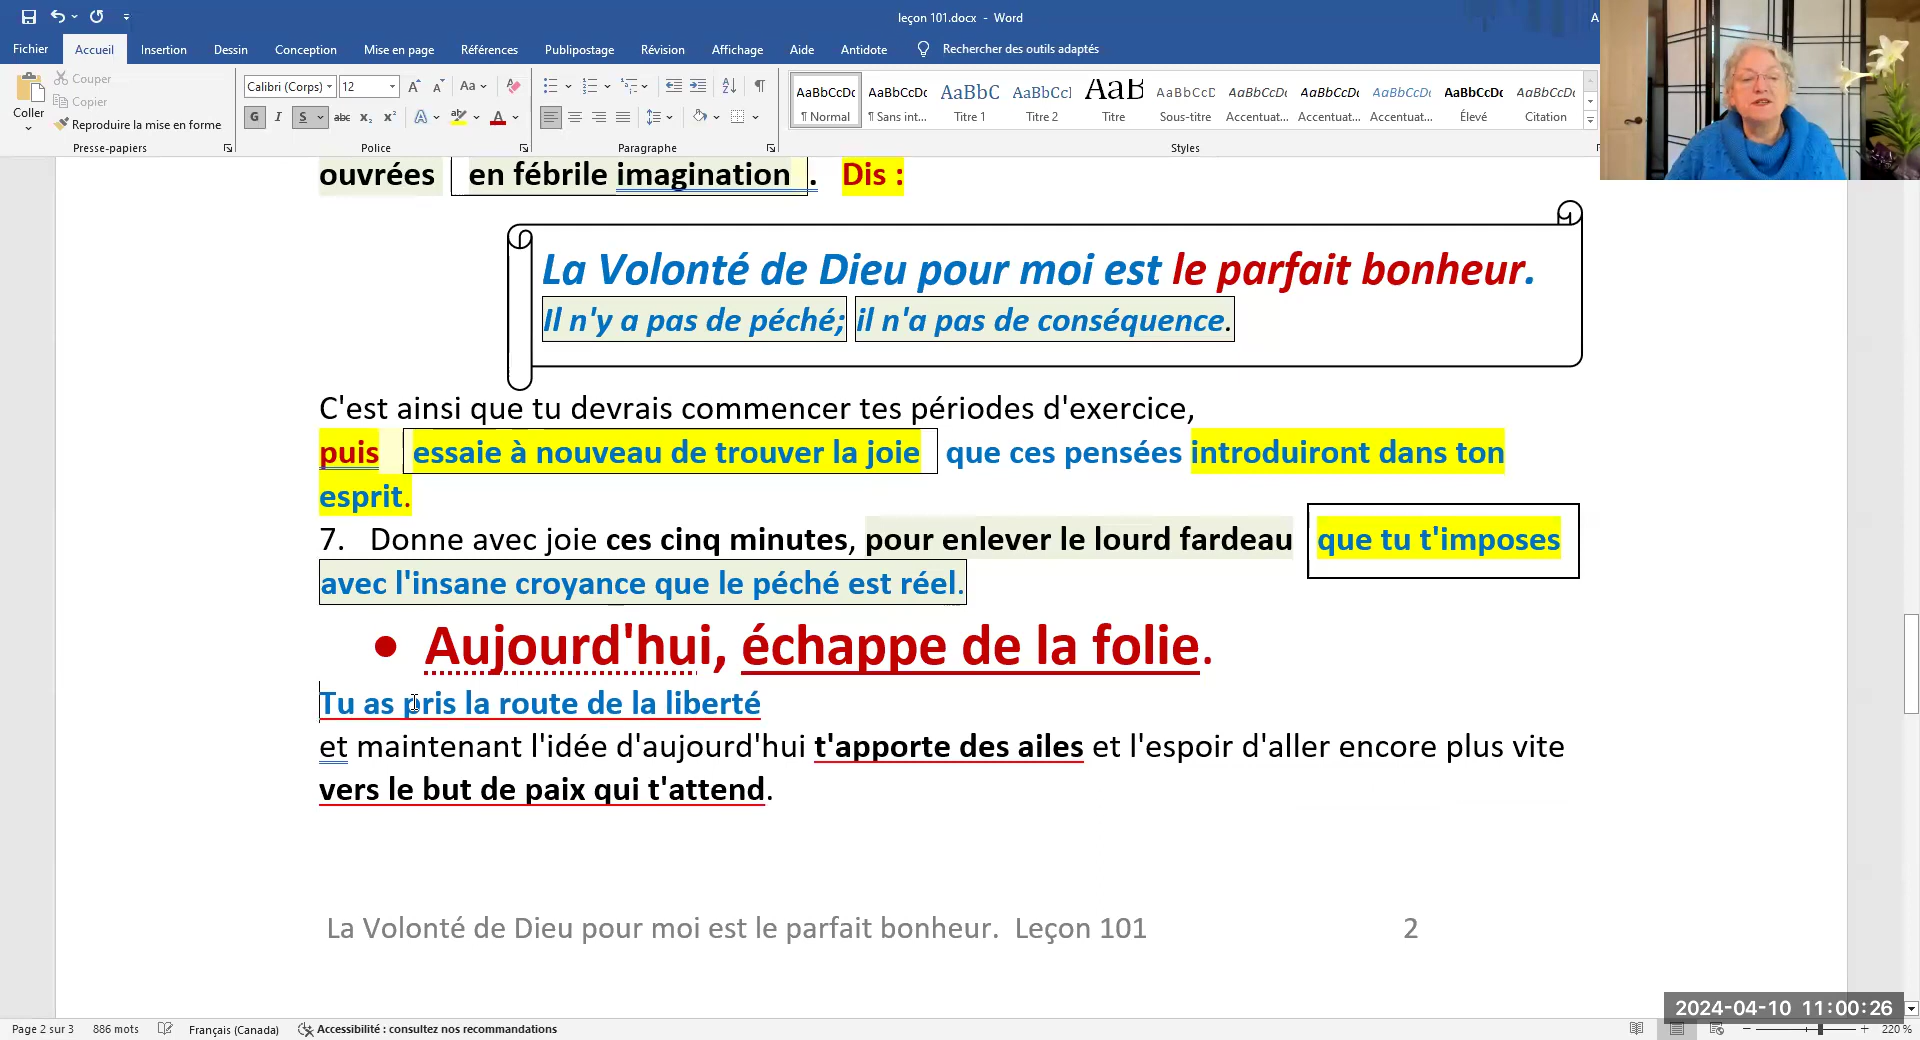 leçon 101.docx - Word
A
Fichier Accueil Insertion Dessin Conception Mise en page Références Publipostage Révision Affichage Aide Antidote Rechercher des outils adaptés
Coller
Couper
Copier
Reproduire la mise en forme
Presse-papiers
Calibri (Corps) 12
Police
Paragraphe
AaBbCcDc AaBbCcDc AaBbC AaBbCcI AaB AaBbCcD AaBbCcDc AaBbCcDc AaBbCcDc AaBbCcDc AaBbCcDc
¶ Normal ¶ Sans int... Titre 1 Titre 2 Titre Sous-titre Accentuat... Accentuat... Accentuat... Élevé Citation
Styles
ouvrées en fébrile imagination . Dis :
La Volonté de Dieu pour moi est le parfait bonheur.
Il n'y a pas de péché; il n'a pas de conséquence.
C'est ainsi que tu devrais commencer tes périodes d'exercice,
puis essaie à nouveau de trouver la joie que ces pensées introduiront dans ton
esprit.
7. Donne avec joie ces cinq minutes, pour enlever le lourd fardeau que tu t'imposes
avec l'insane croyance que le péché est réel.
• Aujourd'hui, échappe de la folie.
Tu as pris la route de la liberté
et maintenant l'idée d'aujourd'hui t'apporte des ailes et l'espoir d'aller encore plus vite
vers le but de paix qui t'attend.
La Volonté de Dieu pour moi est le parfait bonheur. Leçon 101 2
2024-04-10 11:00:26
Page 2 sur 3 886 mots Français (Canada) Accessibilité : consultez nos recommandations 220 %